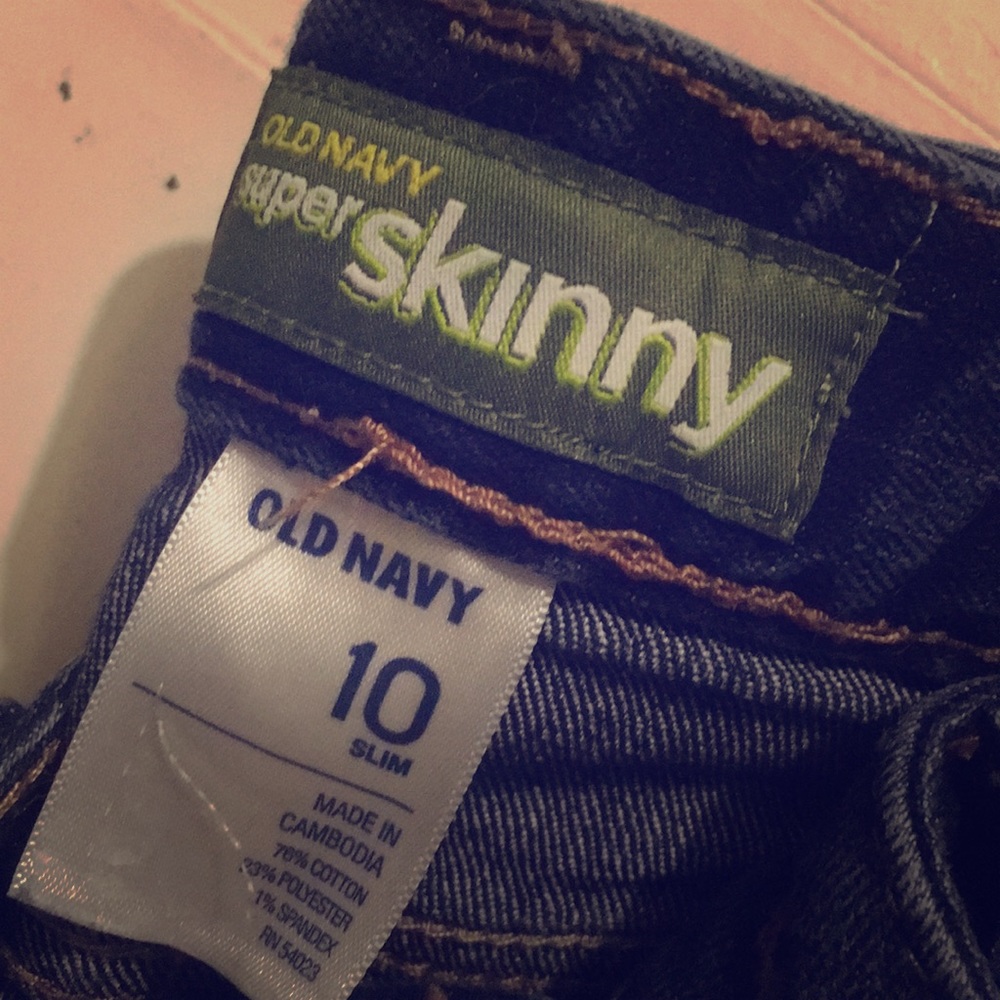 OLD NAVY
super skinny
OLD NAVY
10
SLIM
MADE IN
CAMBODIA
76% COTTON
23% POLYESTER
1% SPANDEX
RN 54023